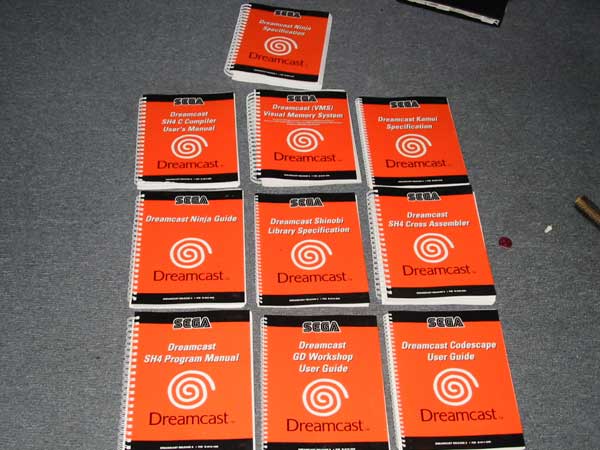 SEGA
Dreamcast Ninja
Specification
Dreamcast
SEGA
Dreamcast
SH4 C Compiler
User's Manual
Dreamcast
SEGA
Dreamcast (VMS)
Visual Memory System
Dreamcast
SEGA
Dreamcast Kamui
Specification
Dreamcast
SEGA
Dreamcast Ninja Guide
Dreamcast
SEGA
Dreamcast Shinobi
Library Specification
Dreamcast
SEGA
Dreamcast
SH4 Cross Assembler
Dreamcast
SEGA
Dreamcast
SH4 Program Manual
Dreamcast
SEGA
Dreamcast
GD Workshop
User Guide
Dreamcast
SEGA
Dreamcast Codescape
User Guide
Dreamcast